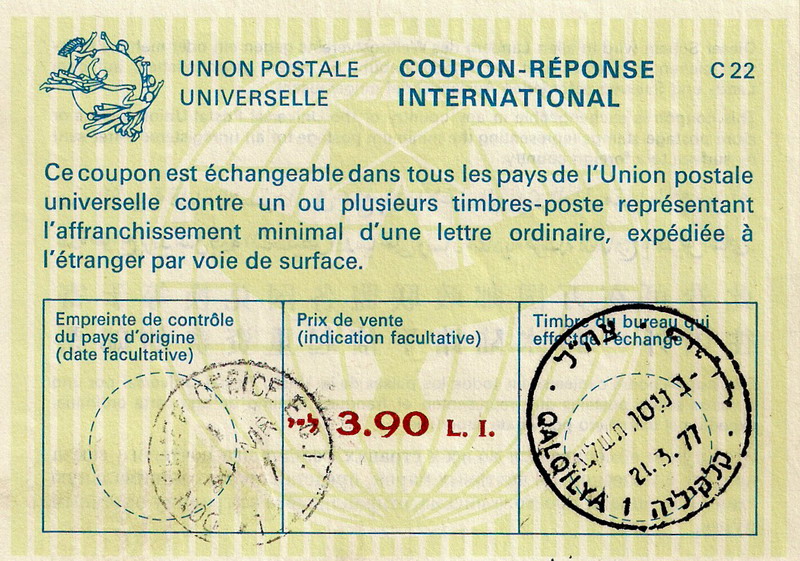 UNION POSTALE
UNIVERSELLE
COUPON-RÉPONSE
INTERNATIONAL
C 22
Ce coupon est échangeable dans tous les pays de l'Union postale
universelle contre un ou plusieurs timbres-poste représentant
l'affranchissement minimal d'une lettre ordinaire, expédiée à
l'étranger par voie de surface.
Empreinte de contrôle
du pays d'origine
(date facultative)
Prix de vente
(indication facultative)
Timbre du bureau qui
effectue l'échange
OFFICE
ל״י 3.90 L. I.
21.3.77
QALQILYA 1 קלקיליה